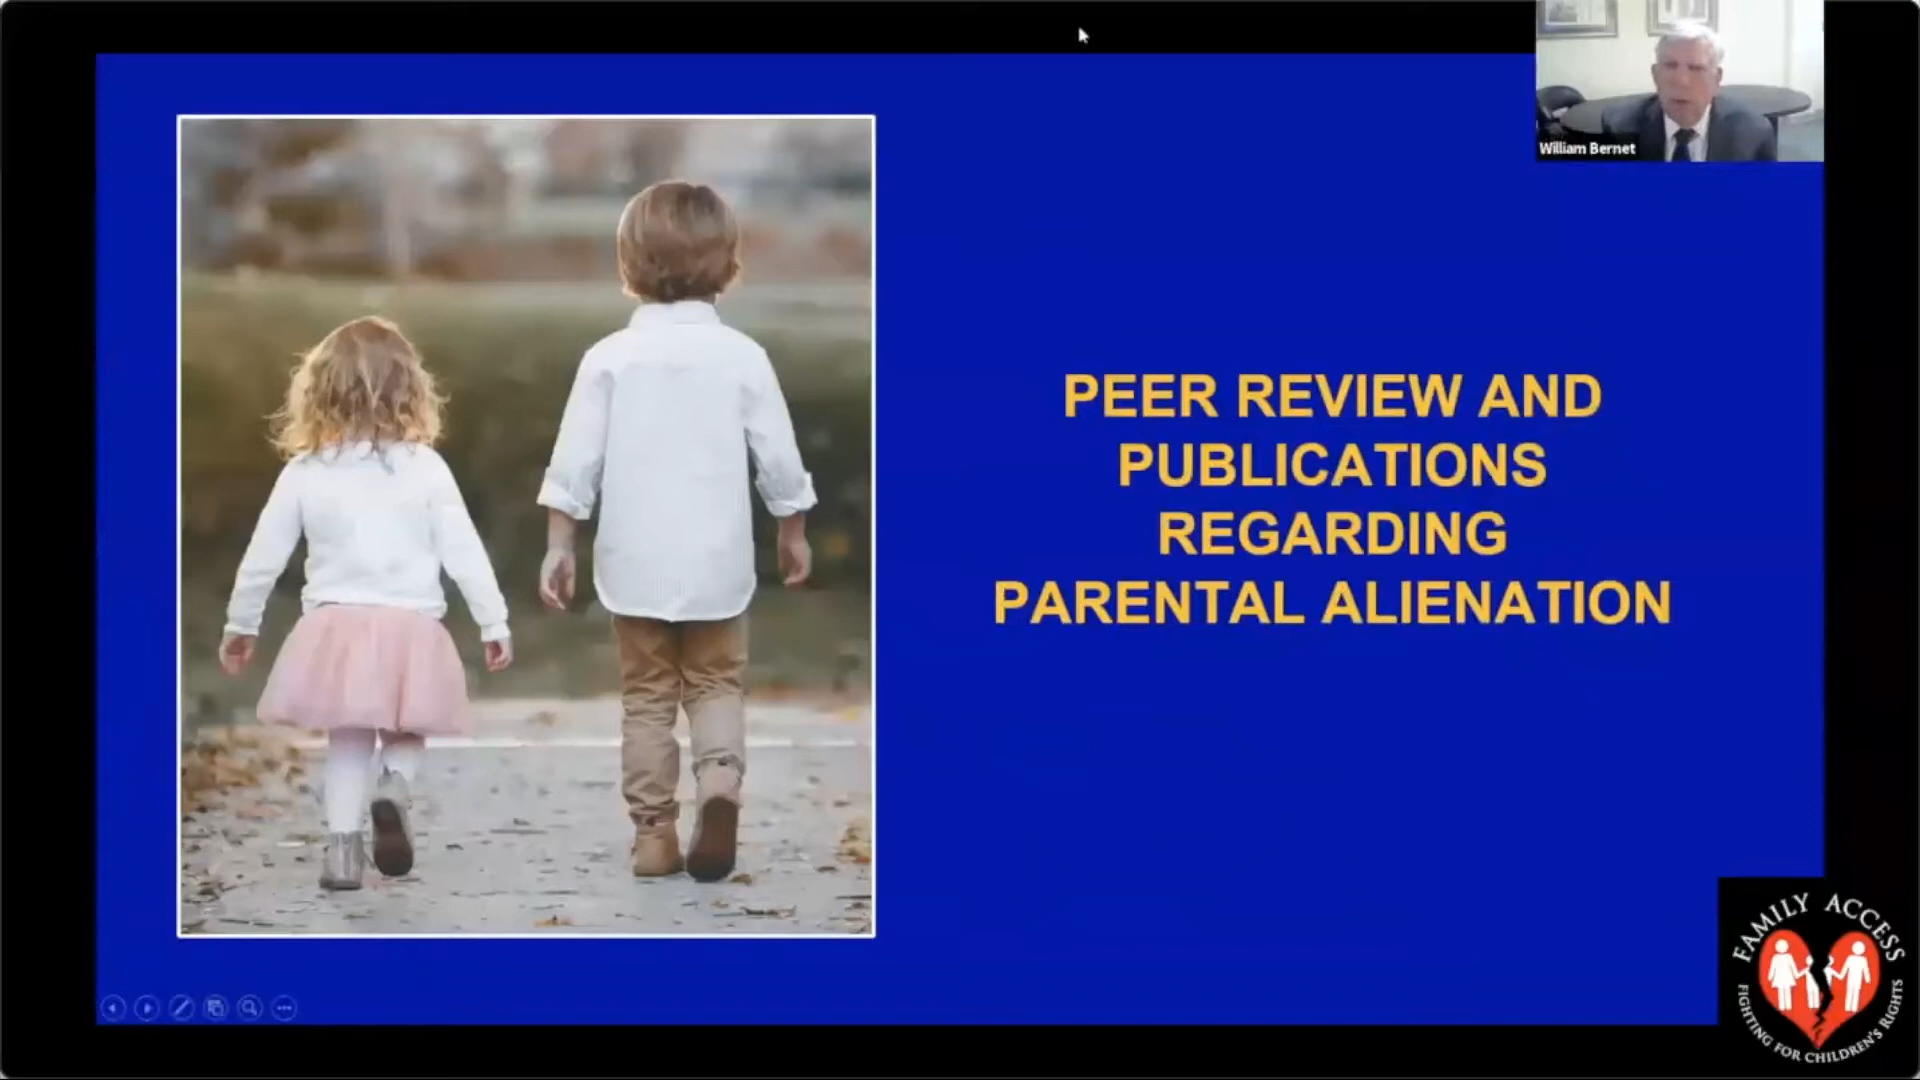 William Bernet
PEER REVIEW AND
PUBLICATIONS
REGARDING
PARENTAL ALIENATION
FAMILY ACCESS
FIGHTING FOR CHILDREN'S RIGHTS